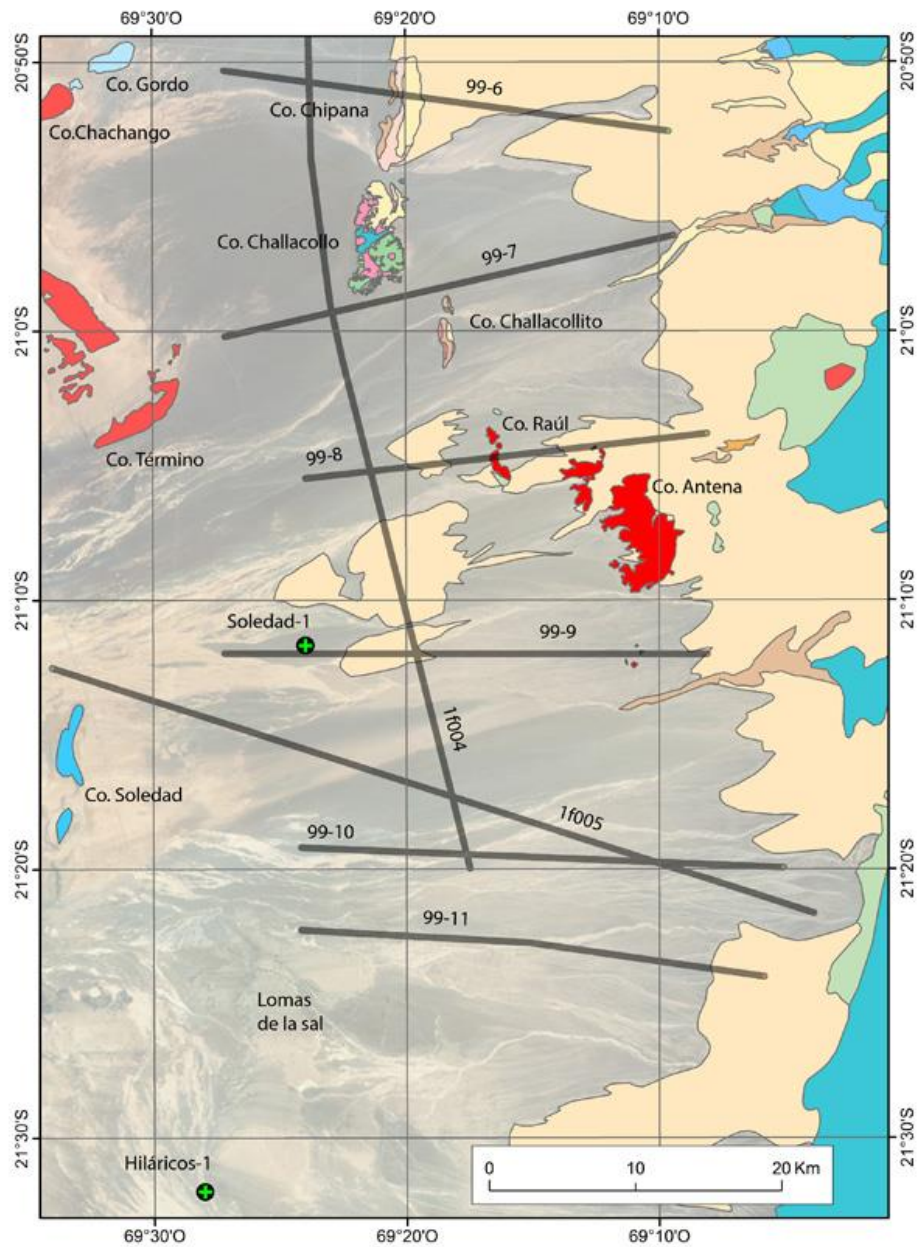 69°30'O
69°20'O
69°10'O
20°50'S
20°50'S
Co. Gordo
Co. Chipana
99-6
Co.Chachango
Co. Challacollo
99-7
21°0'S
21°0'S
Co. Challacollito
Co. Raúl
Co. Término
99-8
Co. Antena
21°10'S
21°10'S
Soledad-1
99-9
1f004
Co. Soledad
1f005
99-10
21°20'S
21°20'S
99-11
Lomas
de la sal
21°30'S
21°30'S
Hiláricos-1
0 10 20 Km
69°30'O
69°20'O
69°10'O